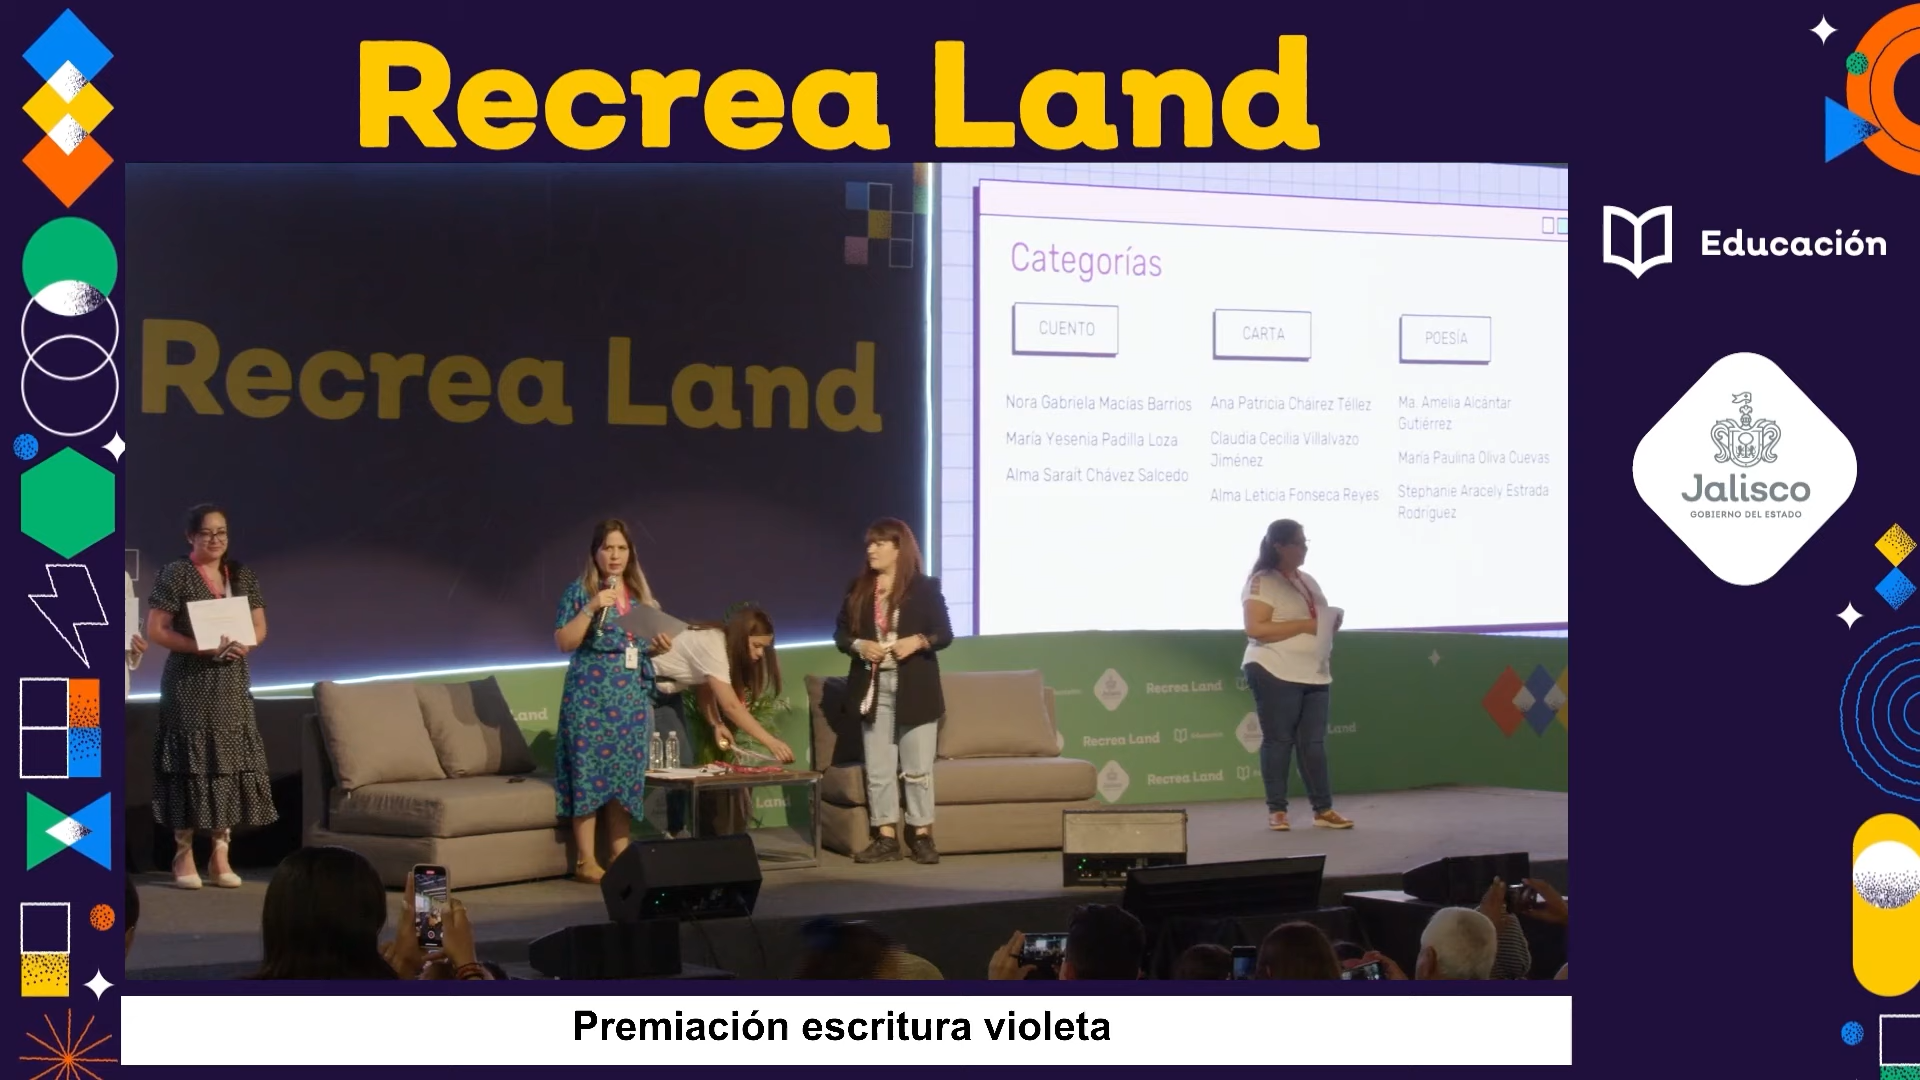 Recrea Land
Educación
Jalisco
GOBIERNO DEL ESTADO
Recrea Land
Categorías
CUENTO
Nora Gabriela Macías Barrios
María Yesenia Padilla Loza
Alma Sarait Chávez Salcedo
CARTA
Ana Patricia Cháirez Téllez
Claudia Cecilia Villalvazo
Jiménez
Alma Leticia Fonseca Reyes
POESÍA
Ma. Amelia Alcántar
Gutiérrez
María Paulina Oliva Cuevas
Stephanie Aracely Estrada
Rodríguez
Land
Recrea Land
Recrea Land
Land
Recrea Land
Land
Premiación escritura violeta